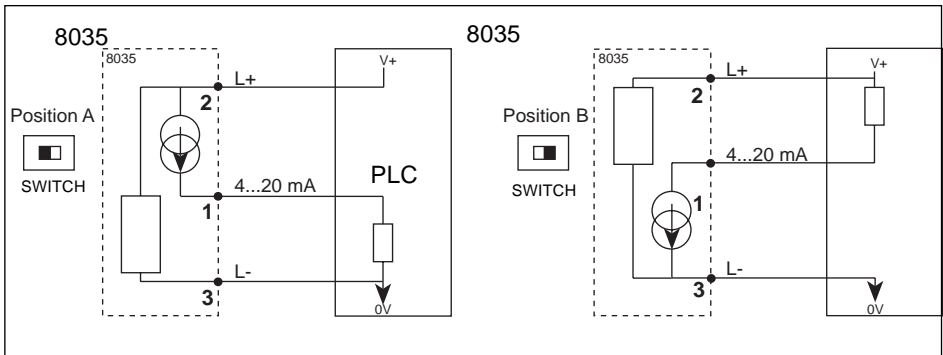 8035
8035
V+
L+
2
Position A
SWITCH
4...20 mA
1
PLC
L-
3
0V
8035
8035
V+
L+
2
Position B
SWITCH
4...20 mA
1
L-
3
0V